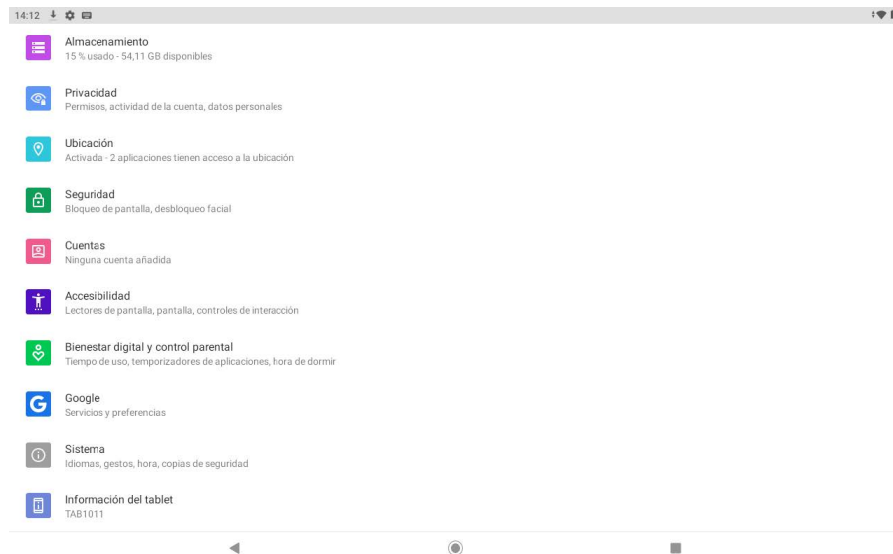 14:12
Almacenamiento
15 % usado - 54,11 GB disponibles
Privacidad
Permisos, actividad de la cuenta, datos personales
Ubicación
Activada - 2 aplicaciones tienen acceso a la ubicación
Seguridad
Bloqueo de pantalla, desbloqueo facial
Cuentas
Ninguna cuenta añadida
Accesibilidad
Lectores de pantalla, pantalla, controles de interacción
Bienestar digital y control parental
Tiempo de uso, temporizadores de aplicaciones, hora de dormir
Google
Servicios y preferencias
Sistema
Idiomas, gestos, hora, copias de seguridad
Información del tablet
TAB1011